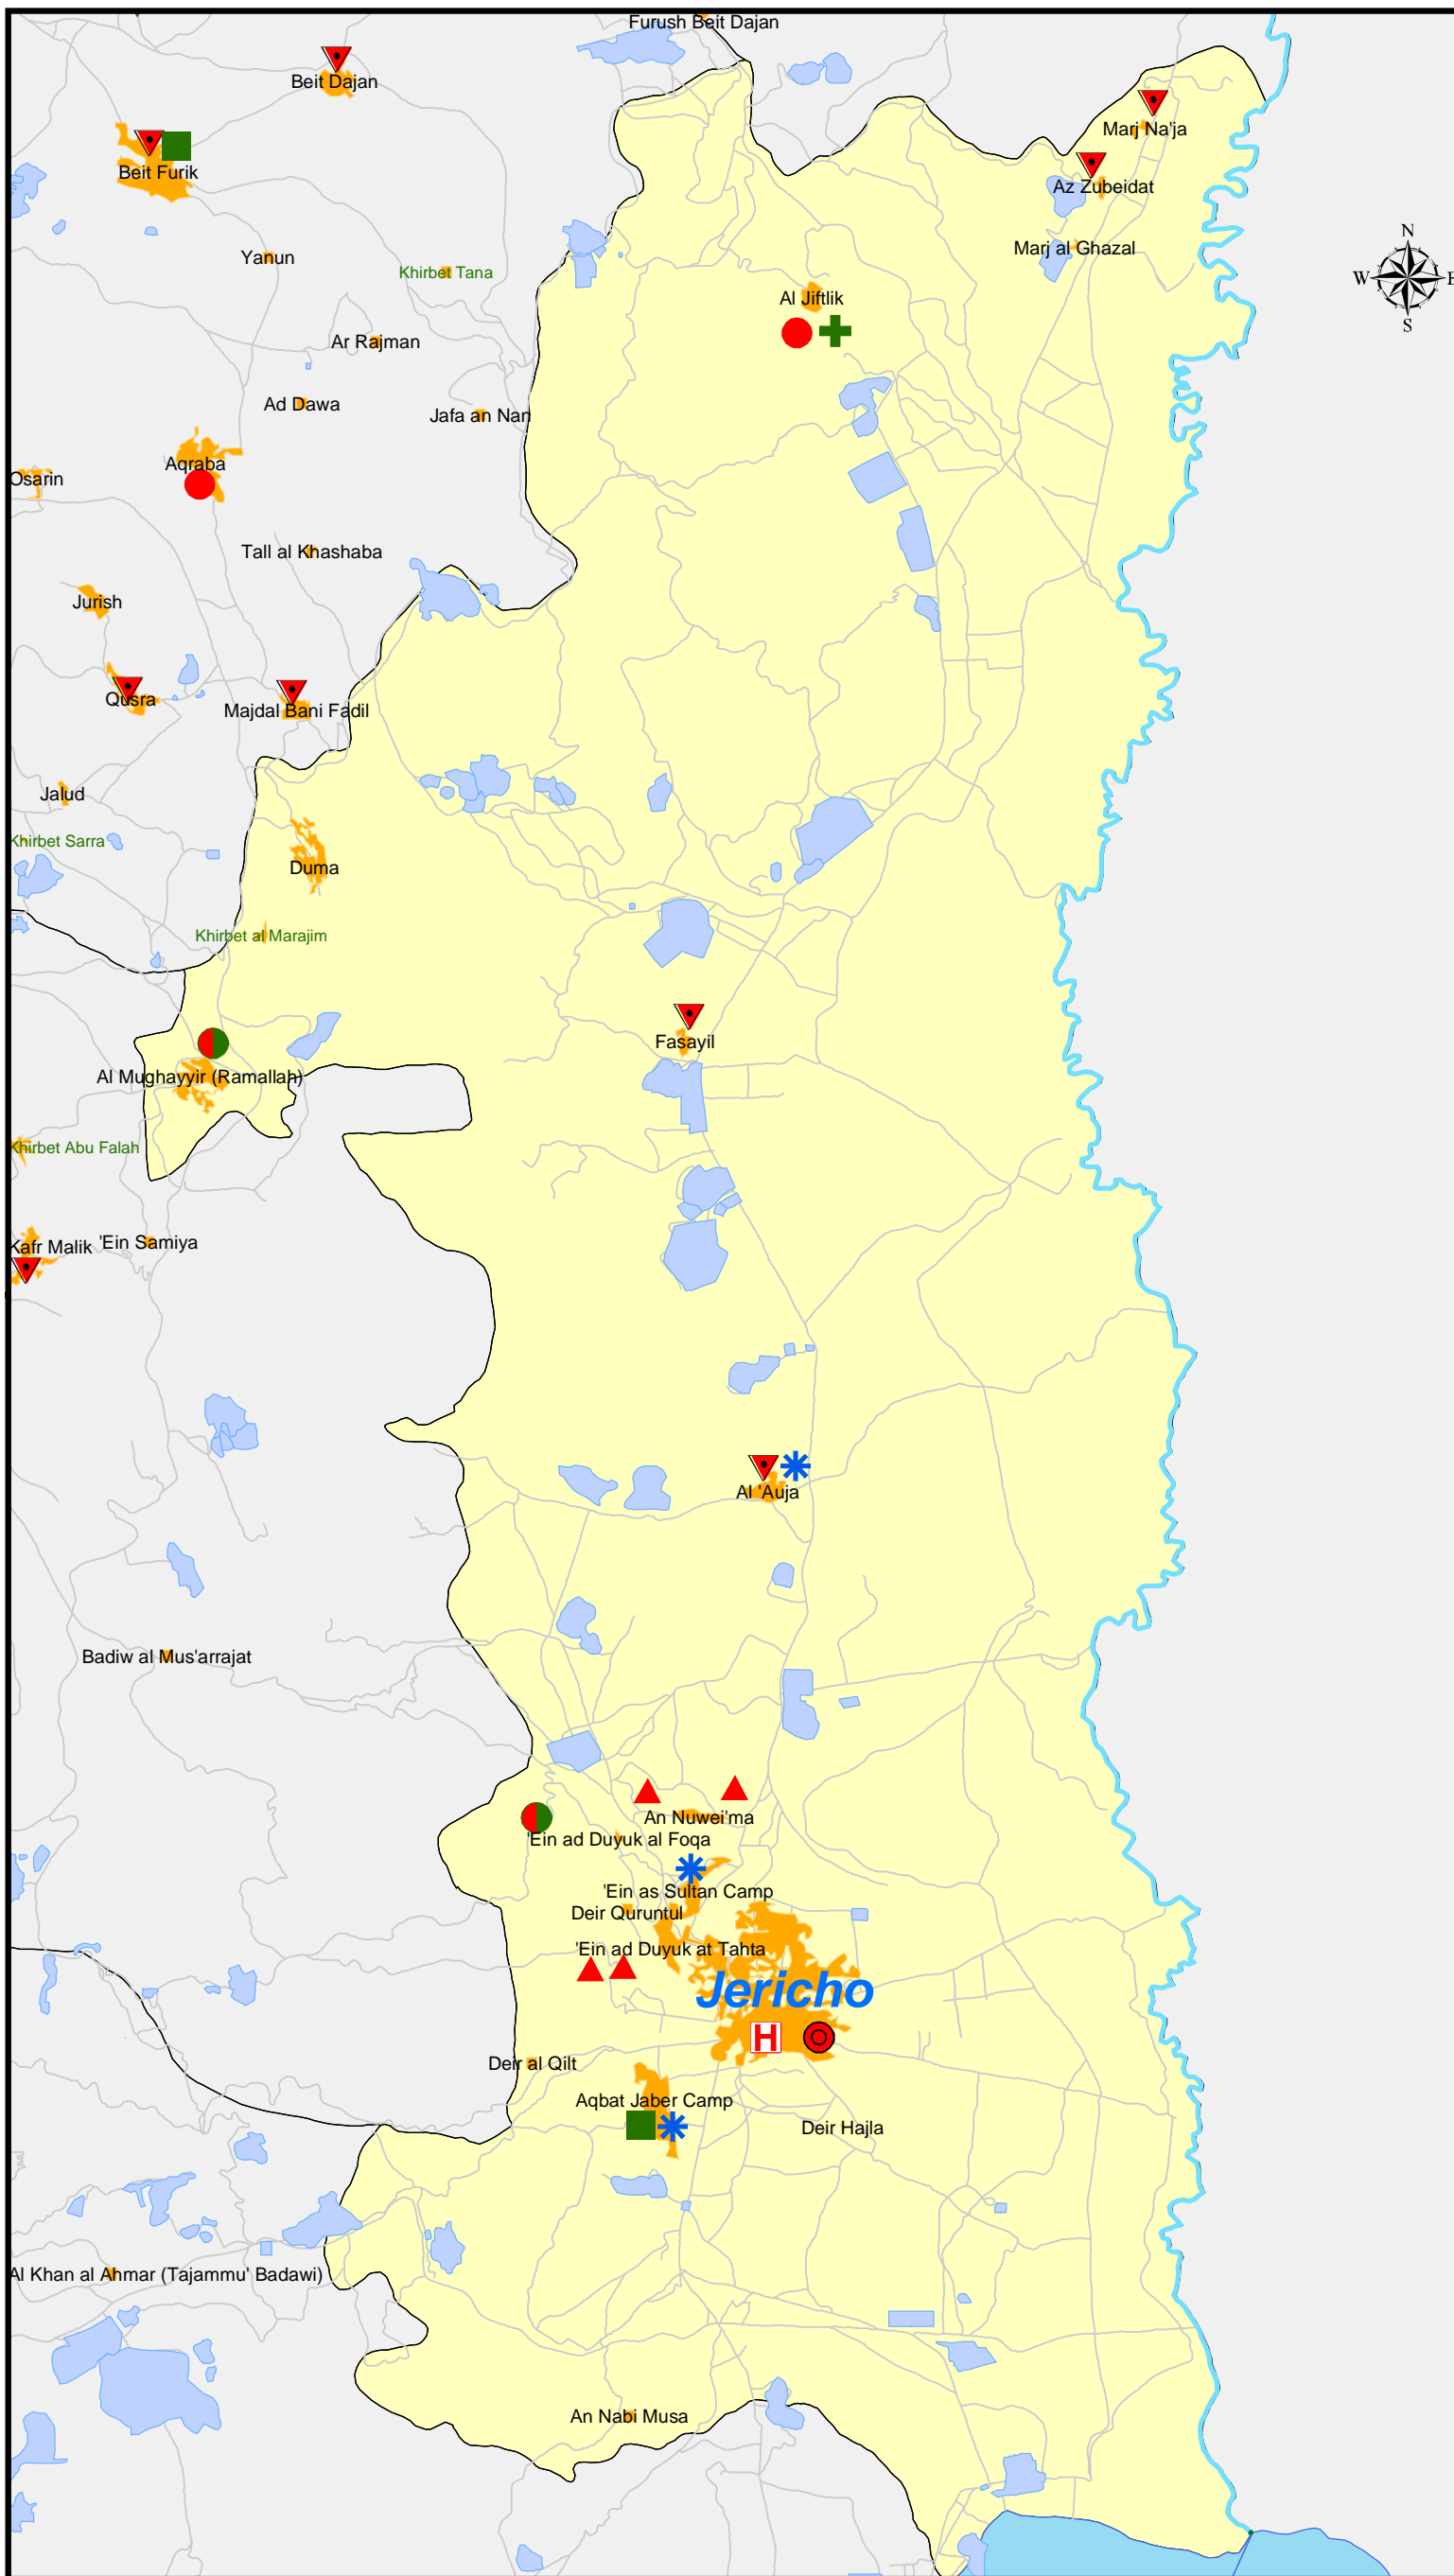 Furush Beit Dajan
Beit Dajan
Marj Na'ja
Beit Furik
Az Zubeidat
Marj al Ghazal
N
W
E
S
Yanun
Khirbet Tana
Al Jiftlik
Ar Rajman
Ad Dawa
Jafa an Nan
Aqraba
Osarin
Tall al Khashaba
Jurish
Qusra
Majdal Bani Fadil
Jalud
Khirbet Sarra
Duma
Khirbet al Marajim
Fasayil
Al Mughayyir (Ramallah)
Khirbet Abu Falah
Kafr Malik
'Ein Samiya
Al 'Auja
Badiw al Mus'arrajat
An Nuwei'ma
'Ein ad Duyuk al Foqa
'Ein as Sultan Camp
Deir Quruntul
'Ein ad Duyuk at Tahta
Jericho
H
Deir al Qilt
Aqbat Jaber Camp
Deir Hajla
Al Khan al Ahmar (Tajammu' Badawi)
An Nabi Musa